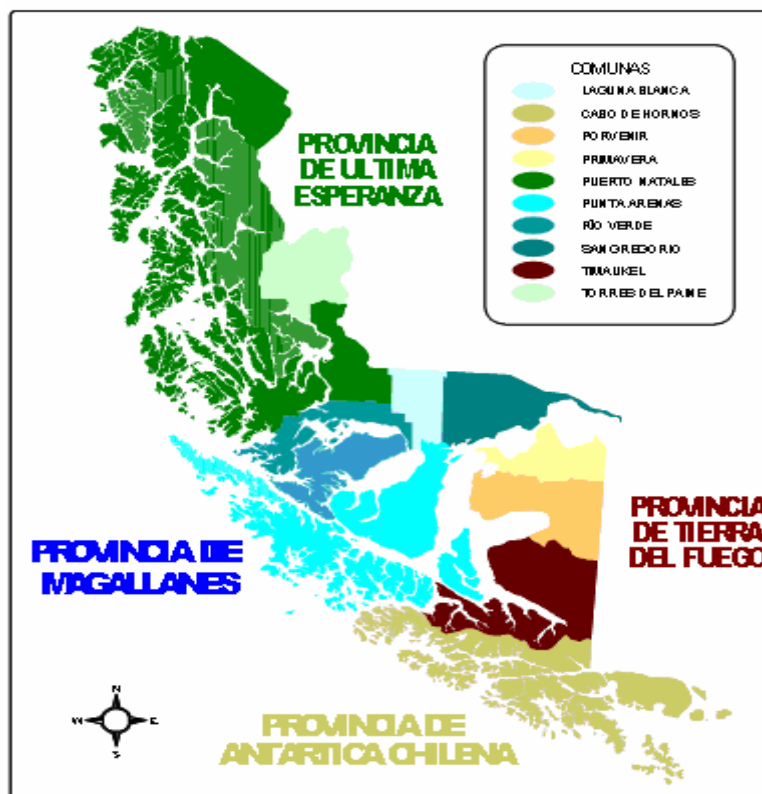 COMUNAS
LAGUNA BLANCA
CABO DE HORNOS
PORVENIR
PRIMAVERA
PUERTO NATALES
PUNTA ARENAS
RÍO VERDE
SAN GREGORIO
TIMAUKEL
TORRES DEL PAINE
PROVINCIA
DE ULTIMA
ESPERANZA
PROVINCIA
DE TIERRA
DEL FUEGO
PROVINCIA DE
MAGALLANES
PROVINCIA DE
ANTARTICA CHILENA
N
W E
S